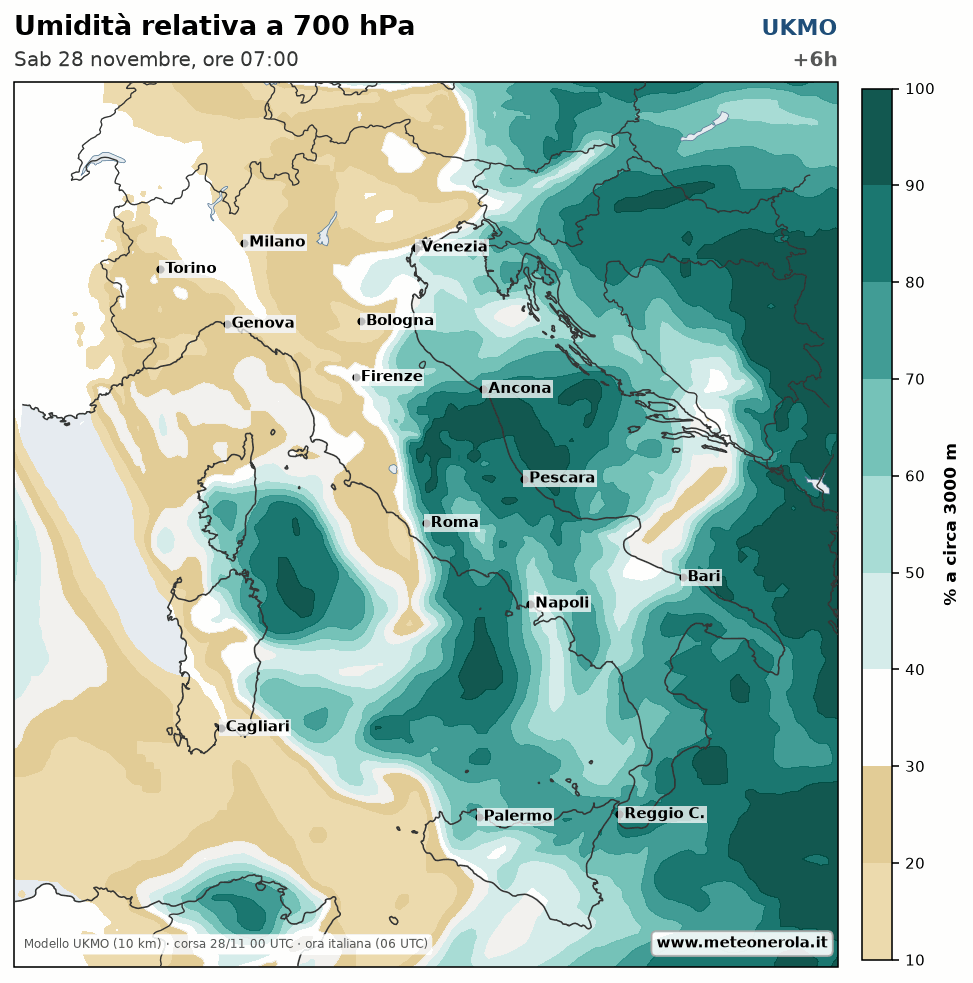 Umidità relativa a 700 hPa
UKMO
Sab 28 novembre, ore 07:00
+6h
100
90
80
70
60
50
40
30
20
10
% a circa 3000 m
Milano
Venezia
Torino
Genova
Bologna
Firenze
Ancona
Pescara
Roma
Bari
Napoli
Cagliari
Palermo
Reggio C.
Modello UKMO (10 km) · corsa 28/11 00 UTC · ora italiana (06 UTC)
www.meteonerola.it